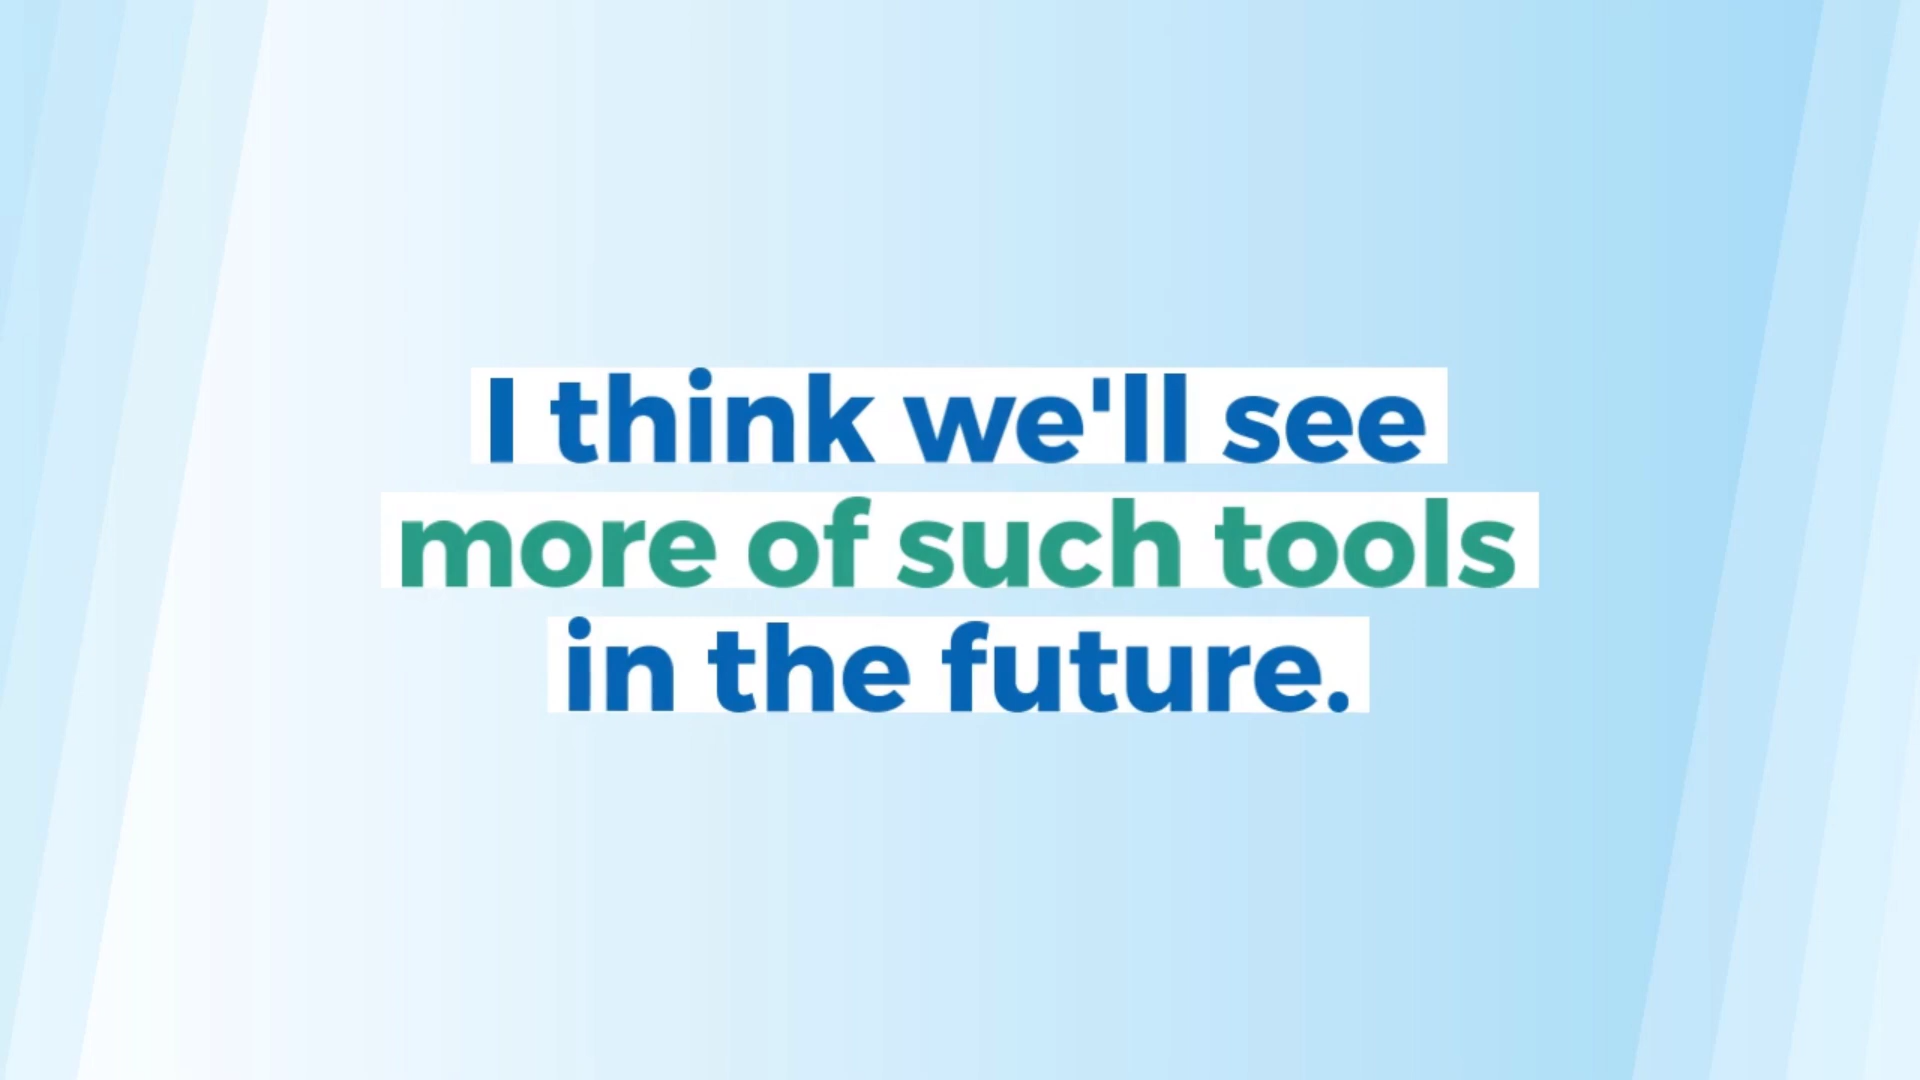 I think we'll see
more of such tools
in the future.